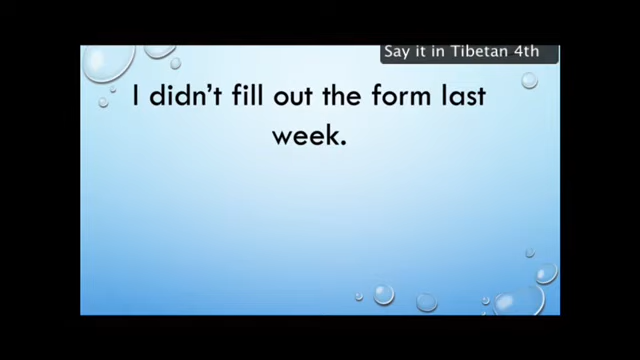 Say it in Tibetan 4th
I didn't fill out the form last
week.